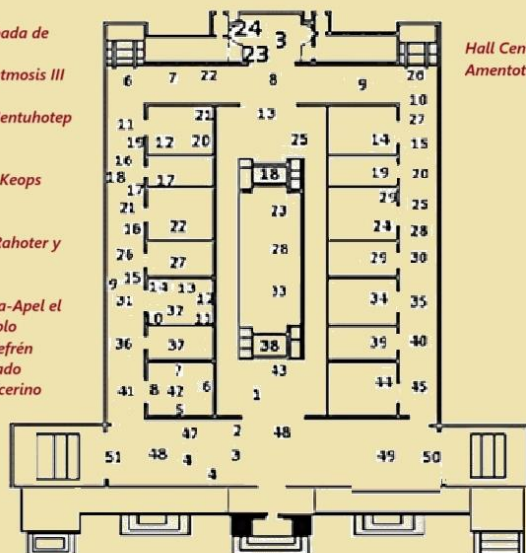 ada de
tmosis III
entuhotep
Keops
Rahoter y
a-Apel el
olo
efrén
ado
cerino
Hall Cen
Amentot
24
3
23
6 7 22 8 9 26
10
21 13 27
11
19 12 20 25 14 15
16
18 17 18 19 20
17
21 23 29 25
16 22 24 28
28
26 27 29 30
15
9 14 13 12 33 34 35
31 32
10 11
36 37 38 39 40
7 43
41 8 42 6 1 44 45
5
47 2 48
51 48 4 3 49 50
4